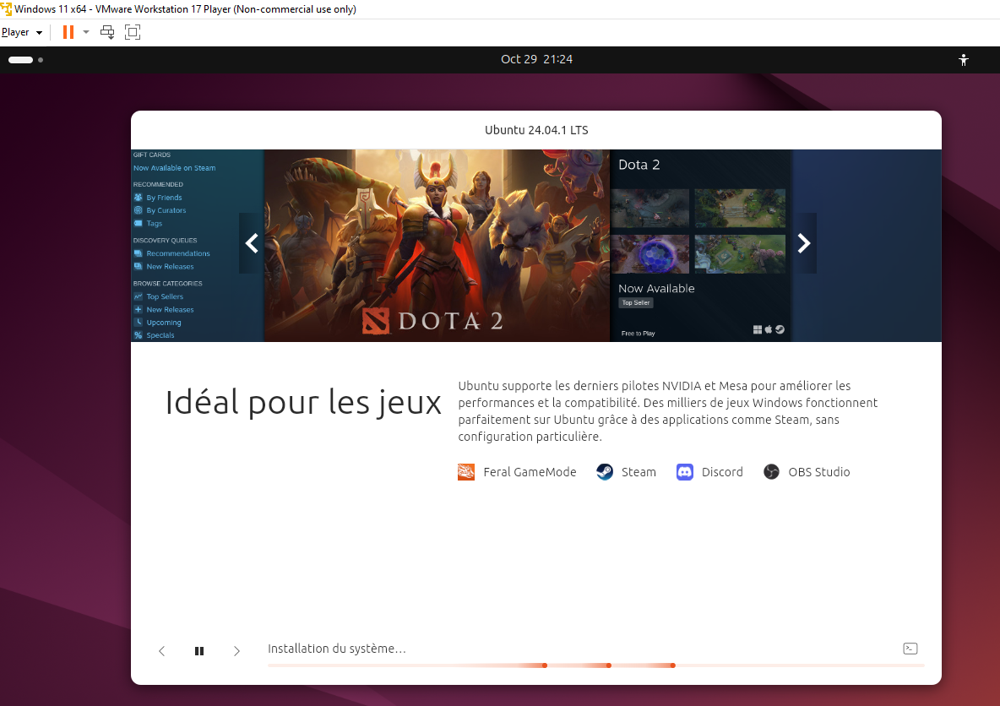 Windows 11 x64 - VMware Workstation 17 Player (Non-commercial use only)
Player
Oct 29 21:24
Ubuntu 24.04.1 LTS
GIFT CARDS
Now Available on Steam
RECOMMENDED
By Friends
By Curators
Tags
DISCOVERY QUEUES
Recommendations
New Releases
BROWSE CATEGORIES
Top Sellers
New Releases
Upcoming
Specials
DOTA 2
Dota 2
Now Available
Top Seller
Free to Play
Idéal pour les jeux
Ubuntu supporte les derniers pilotes NVIDIA et Mesa pour améliorer les
performances et la compatibilité. Des milliers de jeux Windows fonctionnent
parfaitement sur Ubuntu grâce à des applications comme Steam, sans
configuration particulière.
Feral GameMode Steam Discord OBS Studio
Installation du système…